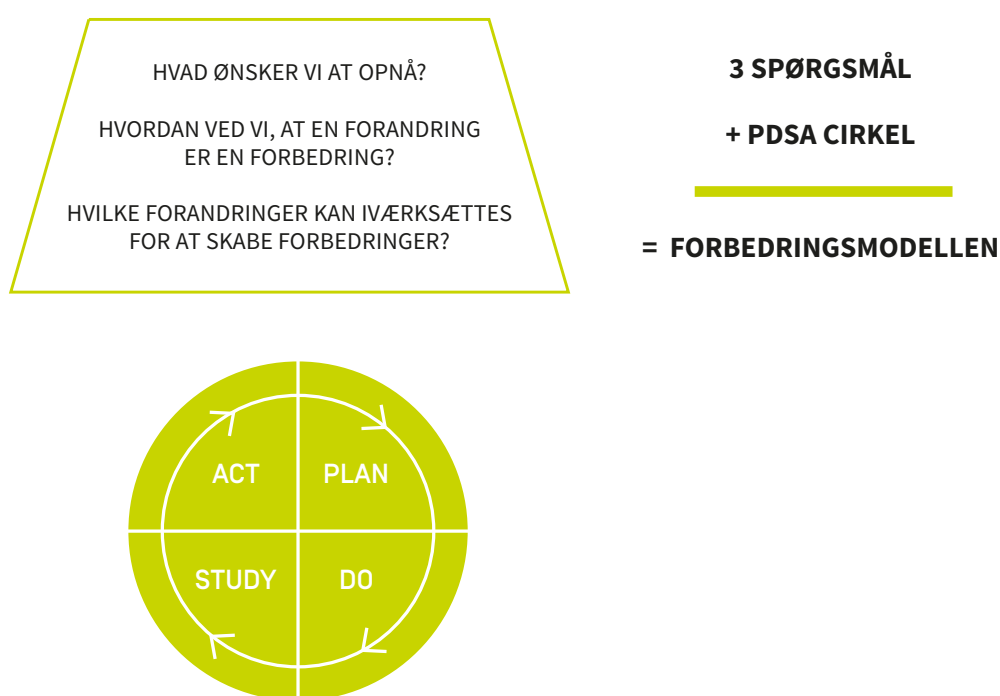 HVAD ØNSKER VI AT OPNÅ?
HVORDAN VED VI, AT EN FORANDRING
ER EN FORBEDRING?
HVILKE FORANDRINGER KAN IVÆRKSÆTTES
FOR AT SKABE FORBEDRINGER?
3 SPØRGSMÅL
+ PDSA CIRKEL
= FORBEDRINGSMODELLEN
ACT
PLAN
STUDY
DO